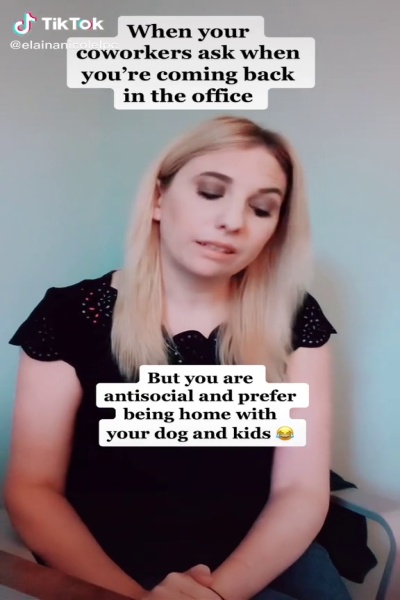 TikTok
When your
coworkers ask when
you're coming back
in the office
But you are
antisocial and prefer
being home with
your dog and kids 😂